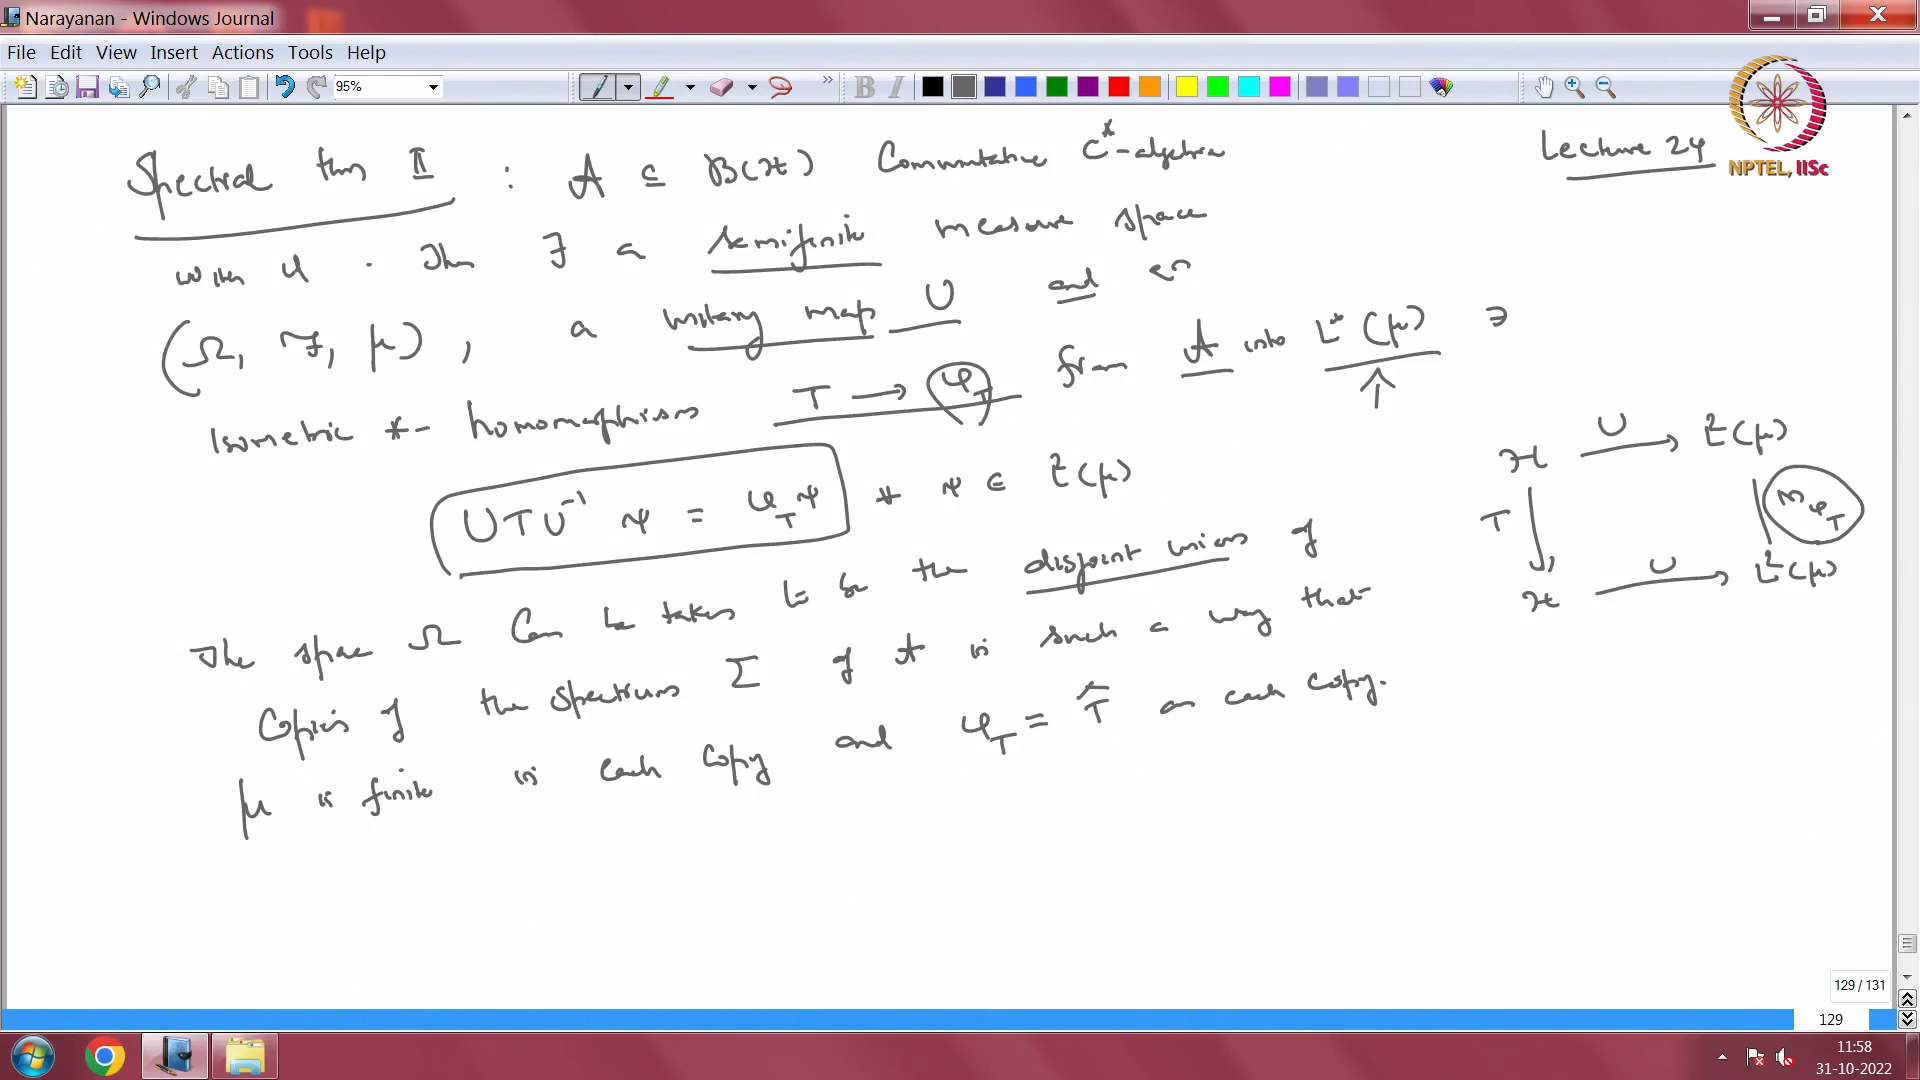 Narayanan - Windows Journal
File Edit View Insert Actions Tools Help
95%
B I
NPTEL, IISc
Lecture 24
Spectral thm II : A ⊆ B(H) Commutative C*-algebra
with 1. Then ∃ a semifinite measure space
(Ω, F, μ), a unitary map U and an
Isometric *-homomorphism T → φ_T from A into L^∞(μ) ∋
UTU⁻¹ ψ = φ_T ψ ∀ ψ ∈ L²(μ)
H U L²(μ)
T m_φ_T
H U L²(μ)
The space Ω can be taken to be the disjoint union of
Copies of the spectrum Σ of A in such a way that
μ is finite in each copy and φ_T = T̂ on each copy.
129 / 131
129
11:58
31-10-2022